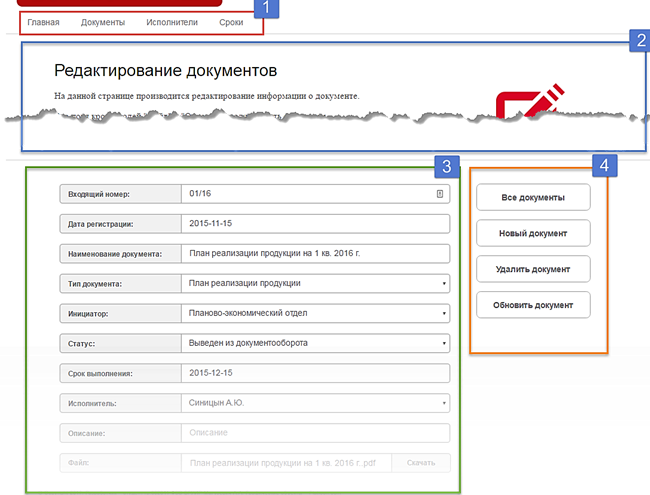 1
Главная Документы Исполнители Сроки
2
Редактирование документов
На данной странице производится редактирование информации о документе.
3
4
Входящий номер: 01/16
Дата регистрации: 2015-11-15
Наименование документа: План реализации продукции на 1 кв. 2016 г.
Тип документа: План реализации продукции
Инициатор: Планово-экономический отдел
Статус: Выведен из документооборота
Срок выполнения: 2015-12-15
Исполнитель: Синицын А.Ю.
Описание: Описание
Файл: План реализации продукции на 1 кв. 2016 г..pdf Скачать
Все документы
Новый документ
Удалить документ
Обновить документ